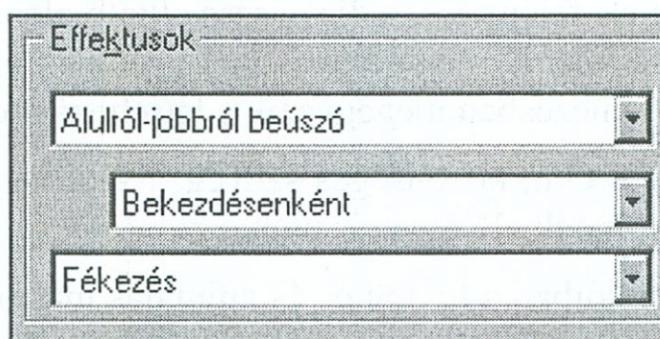 Effektusok
Alulról-jobbról beúszó
Bekezdésenként
Fékezés